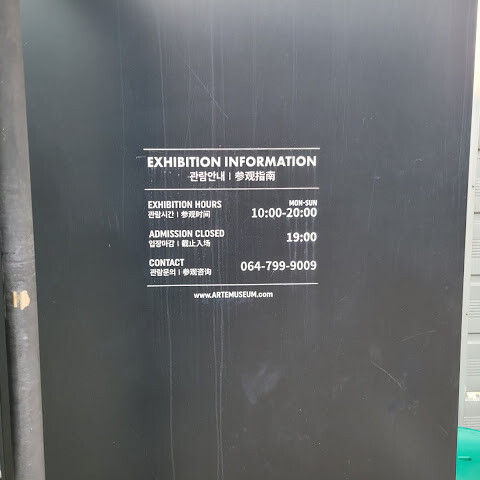 EXHIBITION INFORMATION
관람안내 | 参观指南
EXHIBITION HOURS MON-SUN
관람시간 | 参观时间 10:00-20:00
ADMISSION CLOSED 19:00
입장마감 | 截止入场
CONTACT 064-799-9009
관람문의 | 参观咨询
www.ARTEMUSEUM.com